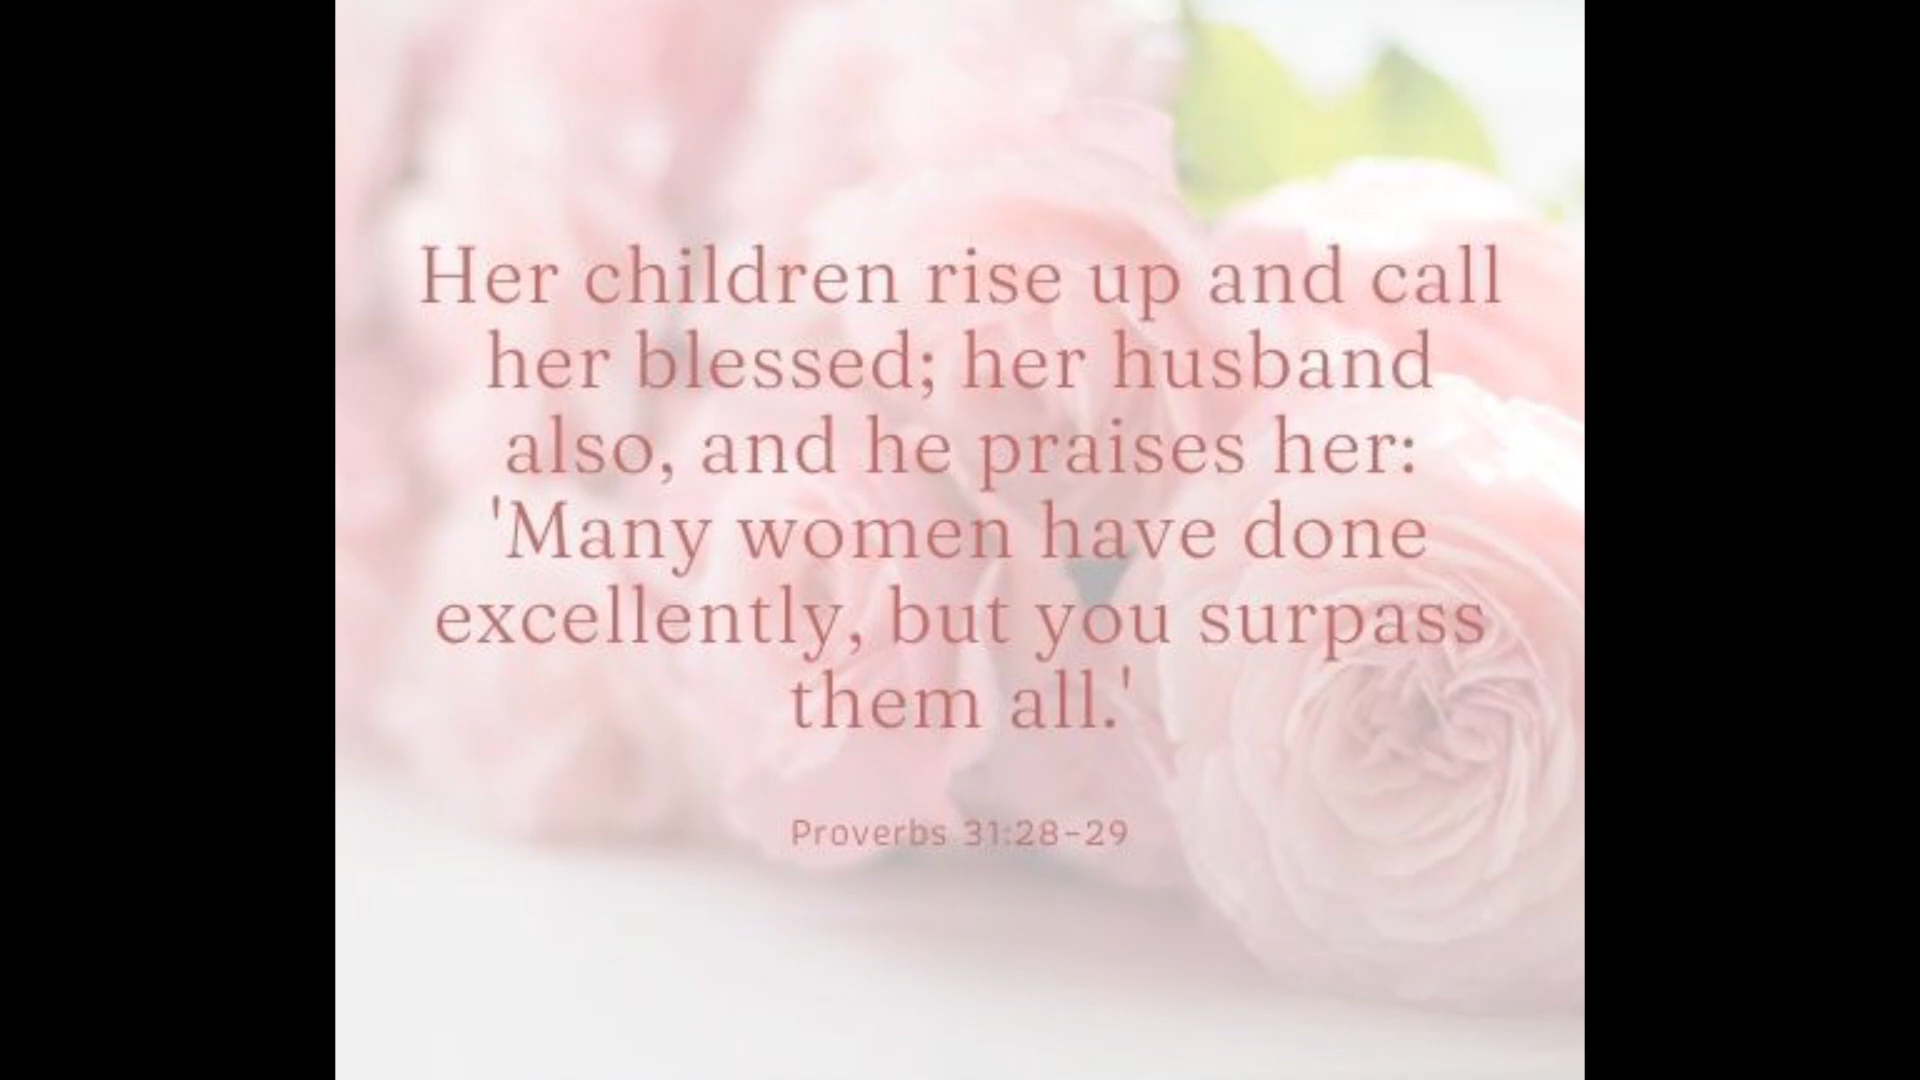 Her children rise up and call
her blessed; her husband
also, and he praises her:
'Many women have done
excellently, but you surpass
them all.'
Proverbs 31:28-29